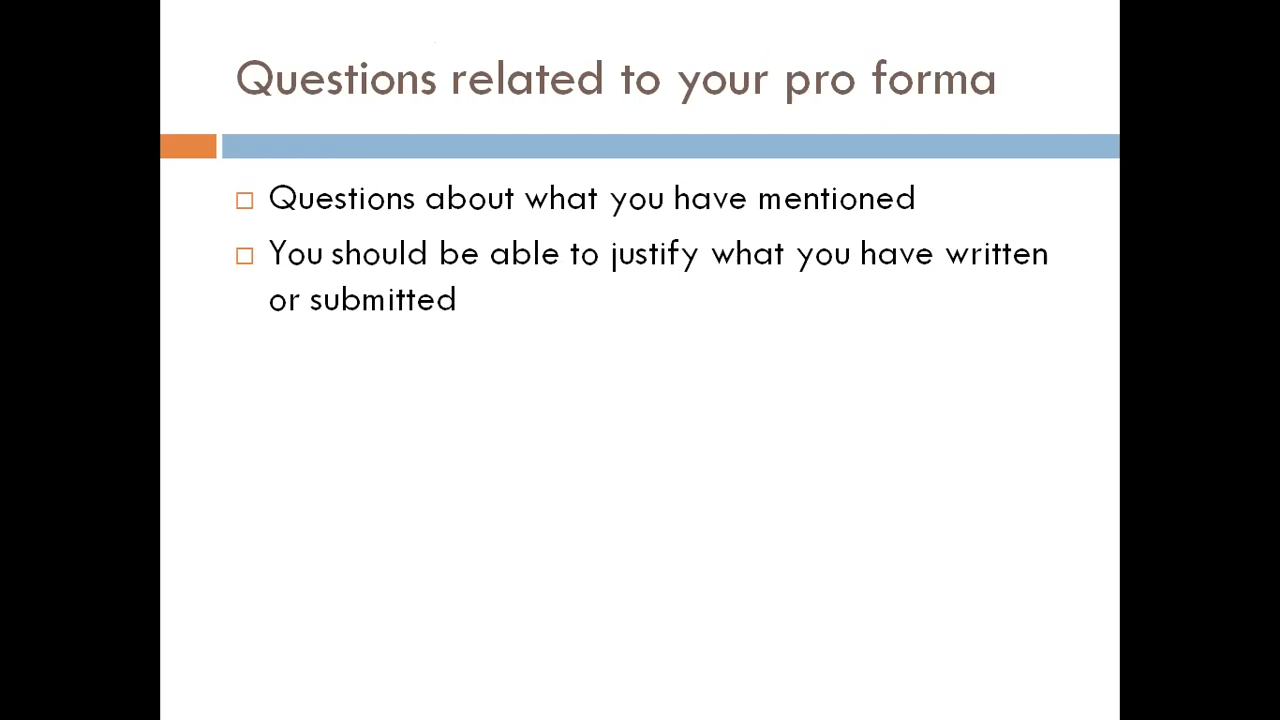 Questions related to your pro forma
Questions about what you have mentioned
You should be able to justify what you have written
or submitted